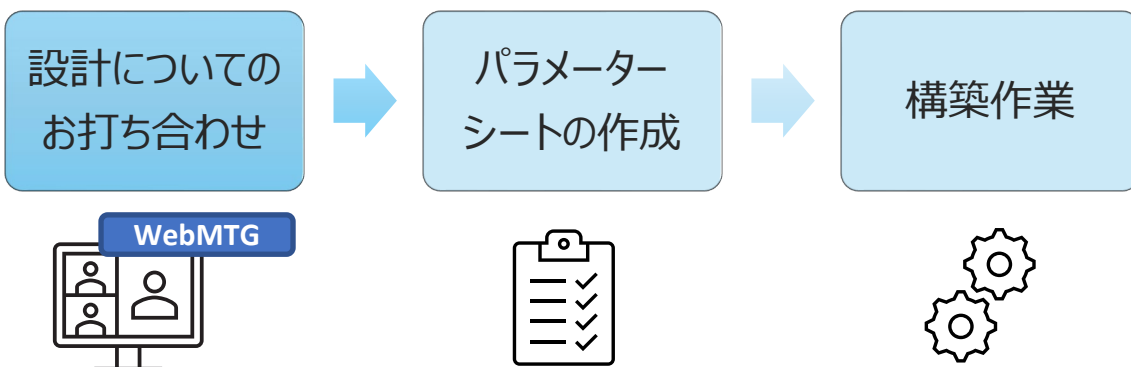 設計についての
お打ち合わせ
パラメーター
シートの作成
構築作業
WebMTG